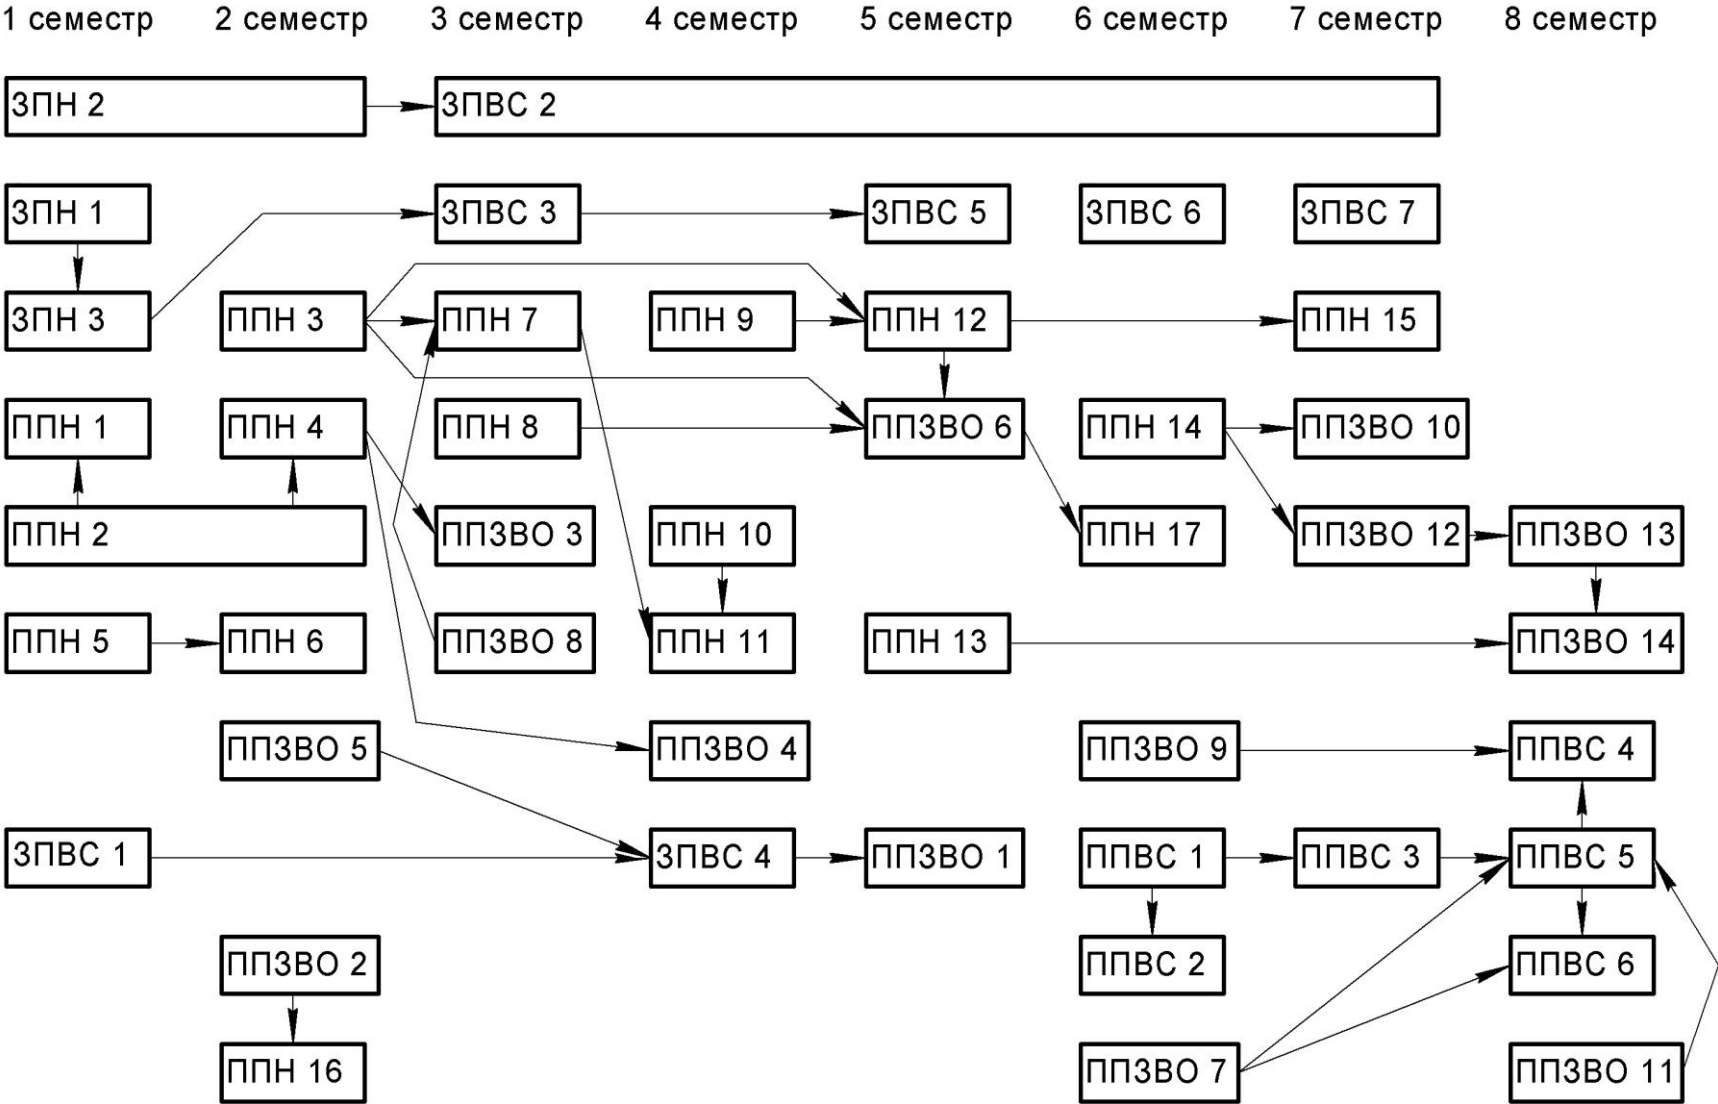 1 семестр 2 семестр 3 семестр 4 семестр 5 семестр 6 семестр 7 семестр 8 семестр
ЗПН 2 ЗПВС 2
ЗПН 1 ЗПВС 3 ЗПВС 5 ЗПВС 6 ЗПВС 7
ЗПН 3 ППН 3 ППН 7 ППН 9 ППН 12 ППН 15
ППН 1 ППН 4 ППН 8 ППЗВО 6 ППН 14 ППЗВО 10
ППН 2 ППЗВО 3 ППН 10 ППН 17 ППЗВО 12 ППЗВО 13
ППН 5 ППН 6 ППЗВО 8 ППН 11 ППН 13 ППЗВО 14
ППЗВО 5 ППЗВО 4 ППЗВО 9 ППВС 4
ЗПВС 1 ЗПВС 4 ППЗВО 1 ППВС 1 ППВС 3 ППВС 5
ППЗВО 2 ППВС 2 ППВС 6
ППН 16 ППЗВО 7 ППЗВО 11